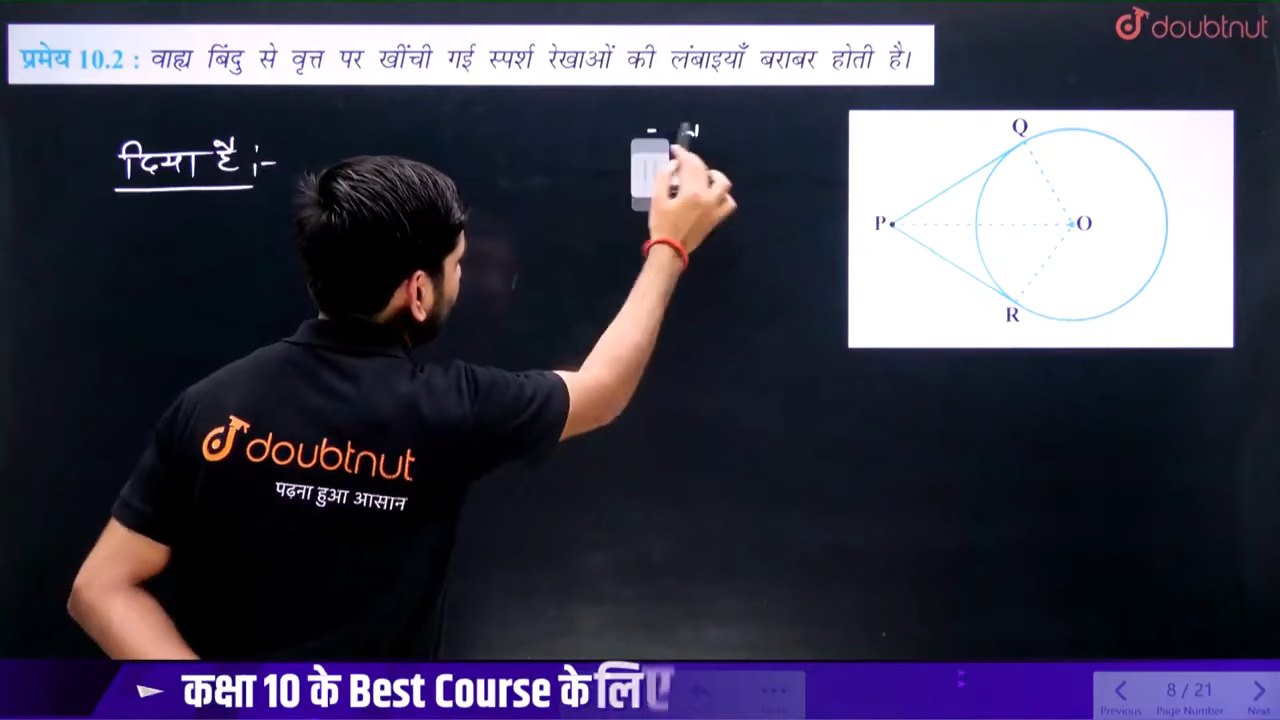 doubtnut
प्रमेय 10.2 : वाह्य बिंदु से वृत्त पर खींची गई स्पर्श रेखाओं की लंबाइयाँ बराबर होती है।
दिया है :-
Q
P
O
R
doubtnut
पढ़ना हुआ आसान
कक्षा 10 के Best Course के लिए
8 / 21
Previous
Page Number
Next